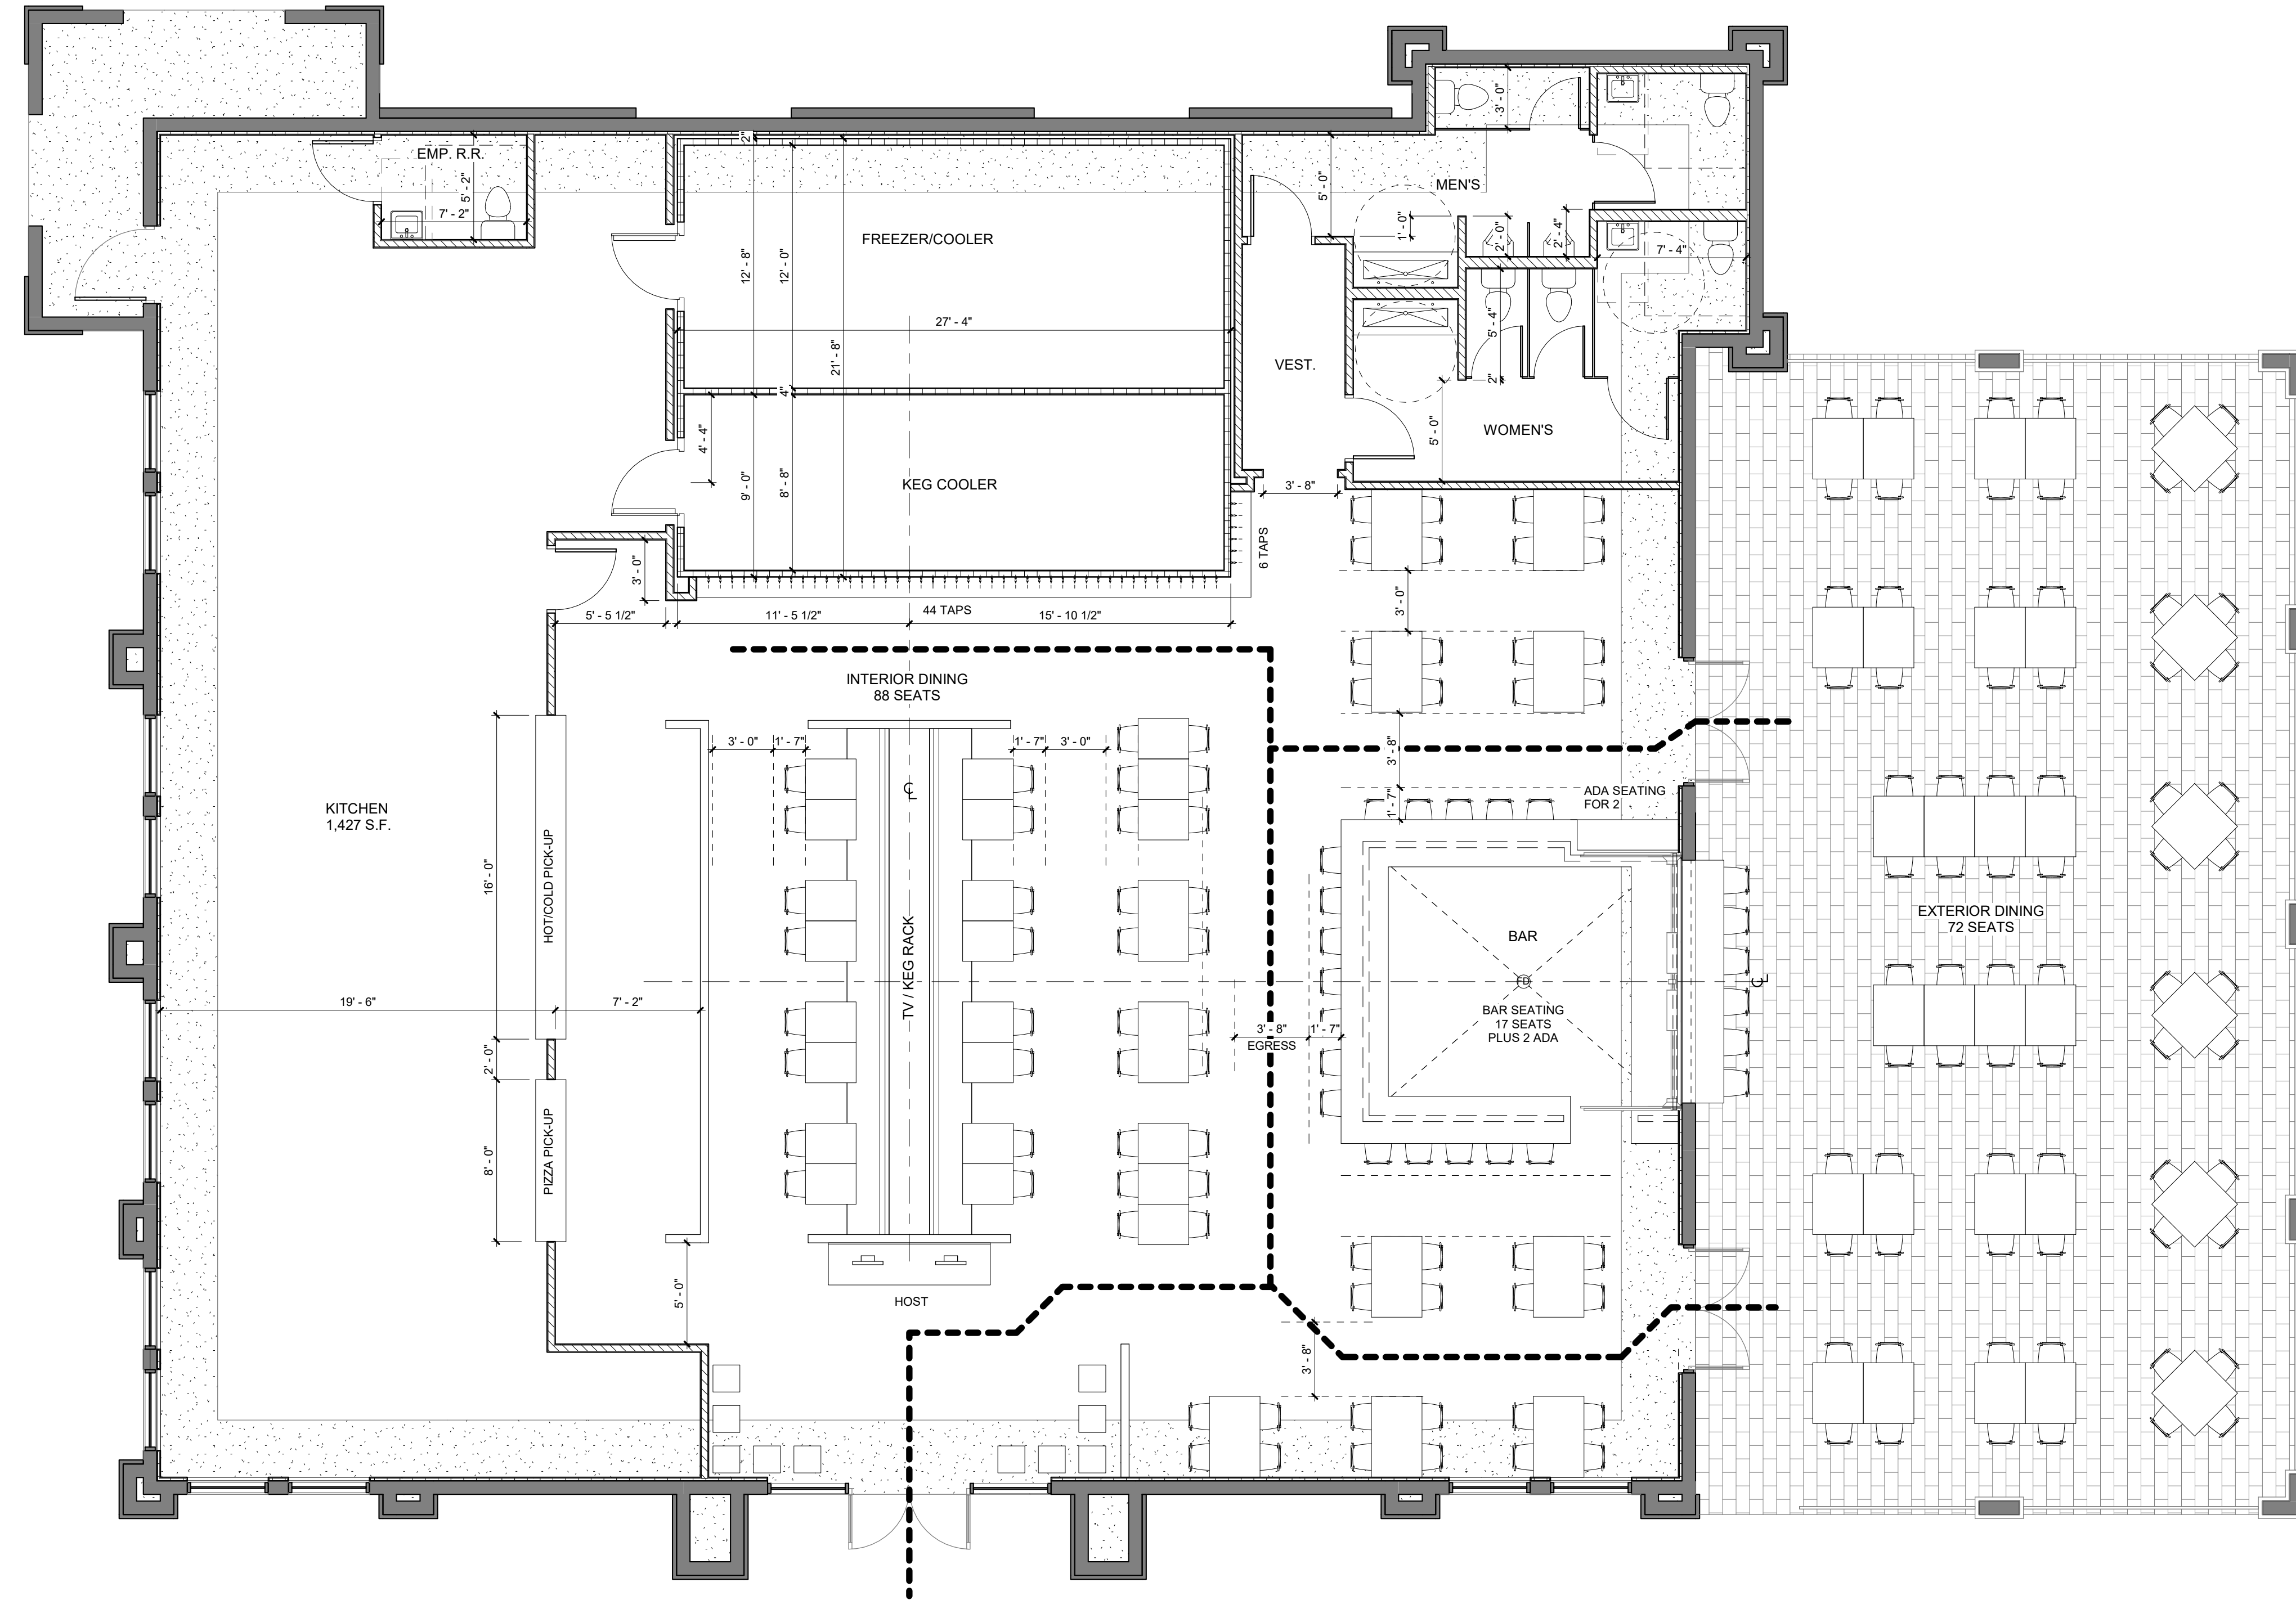 EMP. R.R.
5' - 2"
7' - 2"
2"
FREEZER/COOLER
12' - 8"
12' - 0"
27' - 4"
21' - 8"
4"
4' - 4"
9' - 0"
8' - 8"
KEG COOLER
3' - 0"
MEN'S
5' - 0"
1' - 0"
2' - 0"
2' - 4"
7' - 4"
5' - 4"
2"
VEST.
WOMEN'S
5' - 0"
3' - 8"
6 TAPS
3' - 0"
5' - 5 1/2"
11' - 5 1/2"
44 TAPS
15' - 10 1/2"
3' - 0"
INTERIOR DINING
88 SEATS
3' - 0"
1' - 7"
1' - 7"
3' - 0"
3' - 8"
1' - 7"
ADA SEATING
FOR 2
KITCHEN
1,427 S.F.
16' - 0"
HOT/COLD PICK-UP
CL
TV / KEG RACK
BAR
FD
BAR SEATING
17 SEATS
PLUS 2 ADA
CL
EXTERIOR DINING
72 SEATS
19' - 6"
7' - 2"
3' - 8"
1' - 7"
EGRESS
2' - 0"
8' - 0"
PIZZA PICK-UP
5' - 0"
HOST
3' - 8"